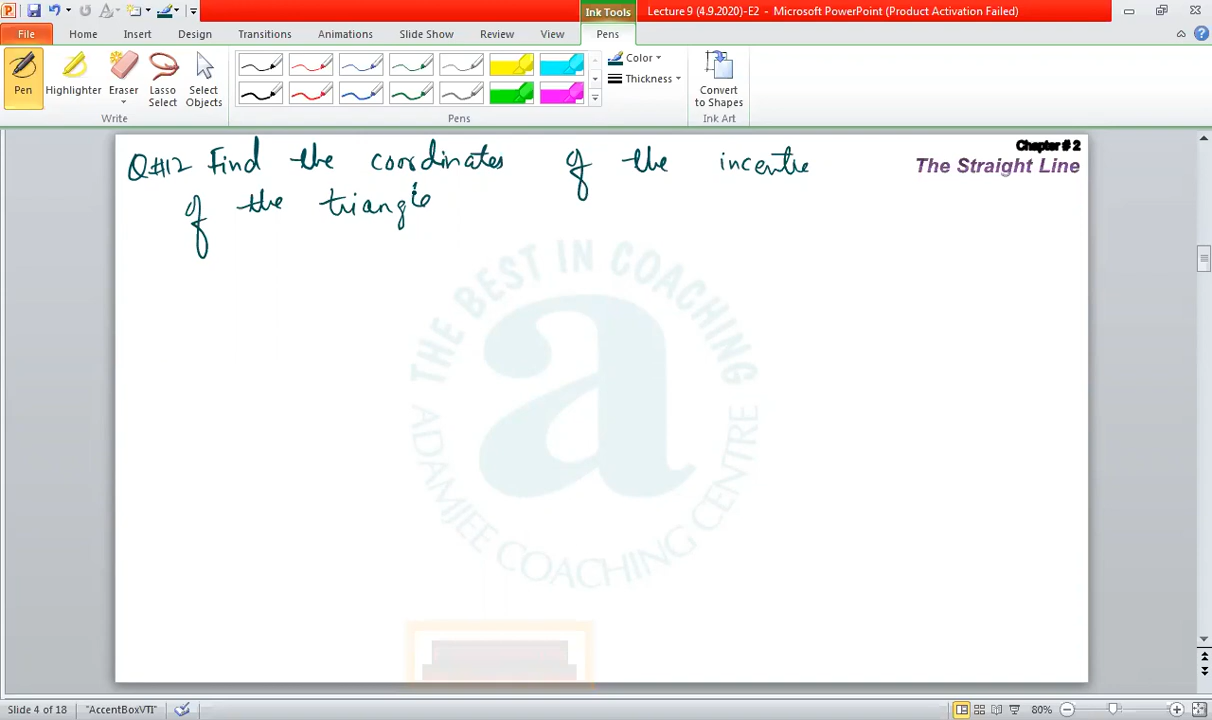 Ink Tools
Lecture 9 (4.9.2020)-E2 - Microsoft PowerPoint (Product Activation Failed)
File Home Insert Design Transitions Animations Slide Show Review View Pens
Pen Highlighter Eraser Lasso Select Select Objects
Color
Thickness
Convert to Shapes
Write Pens Ink Art
Chapter # 2
The Straight Line
Q#12 Find the coordinates of the incentre
of the triangle
THE BEST IN COACHING
a
ADAMJEE COACHING CENTRE
Slide 4 of 18 "AccentBoxVTI" 80%